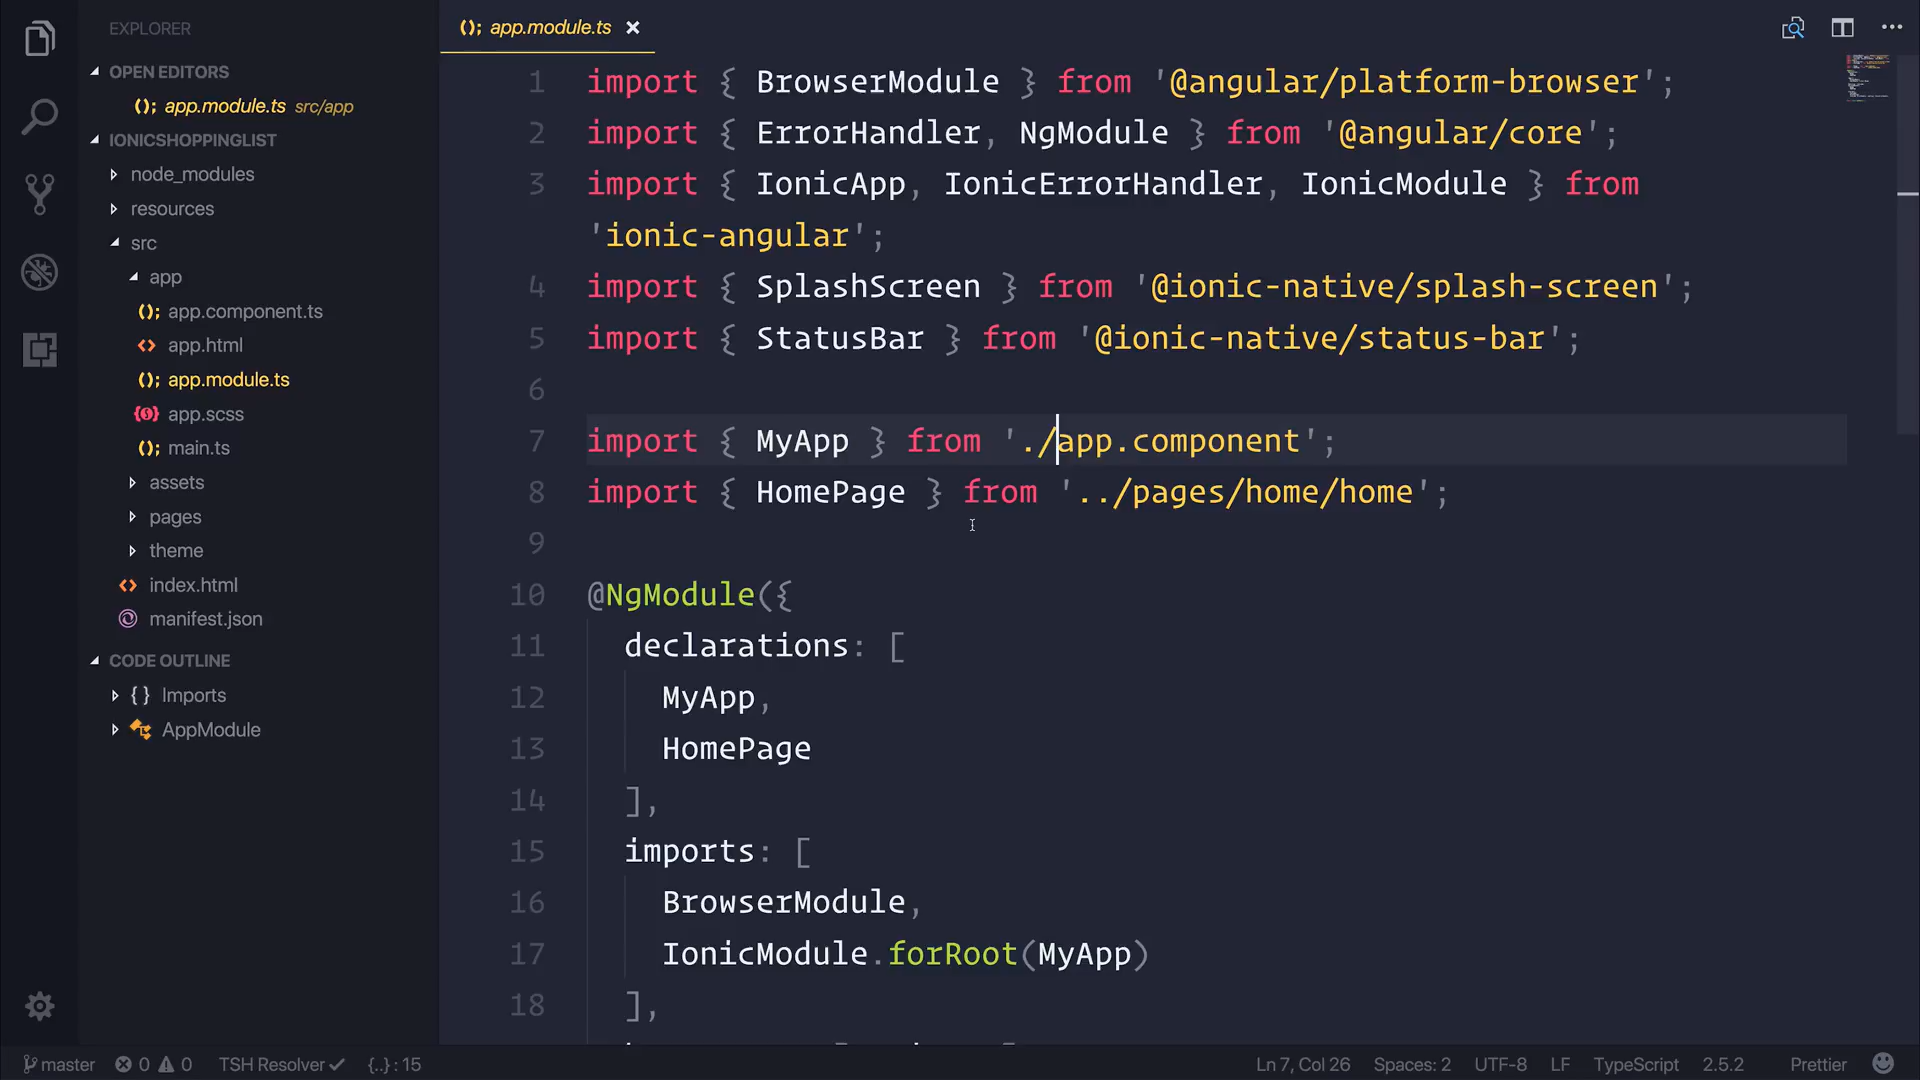 EXPLORER
OPEN EDITORS
(); app.module.ts src/app
IONICSHOPPINGLIST
node_modules
resources
src
app
(); app.component.ts
<> app.html
(); app.module.ts
app.scss
(); main.ts
assets
pages
theme
<> index.html
manifest.json
CODE OUTLINE
{} Imports
AppModule
(); app.module.ts
1 import { BrowserModule } from '@angular/platform-browser';
2 import { ErrorHandler, NgModule } from '@angular/core';
3 import { IonicApp, IonicErrorHandler, IonicModule } from
'ionic-angular';
4 import { SplashScreen } from '@ionic-native/splash-screen';
5 import { StatusBar } from '@ionic-native/status-bar';
6
7 import { MyApp } from './app.component';
8 import { HomePage } from '../pages/home/home';
9
10 @NgModule({
11 declarations: [
12 MyApp,
13 HomePage
14 ],
15 imports: [
16 BrowserModule,
17 IonicModule.forRoot(MyApp)
18 ],
master 0 0 TSH Resolver {..} : 15 Ln 7, Col 26 Spaces: 2 UTF-8 LF TypeScript 2.5.2 Prettier